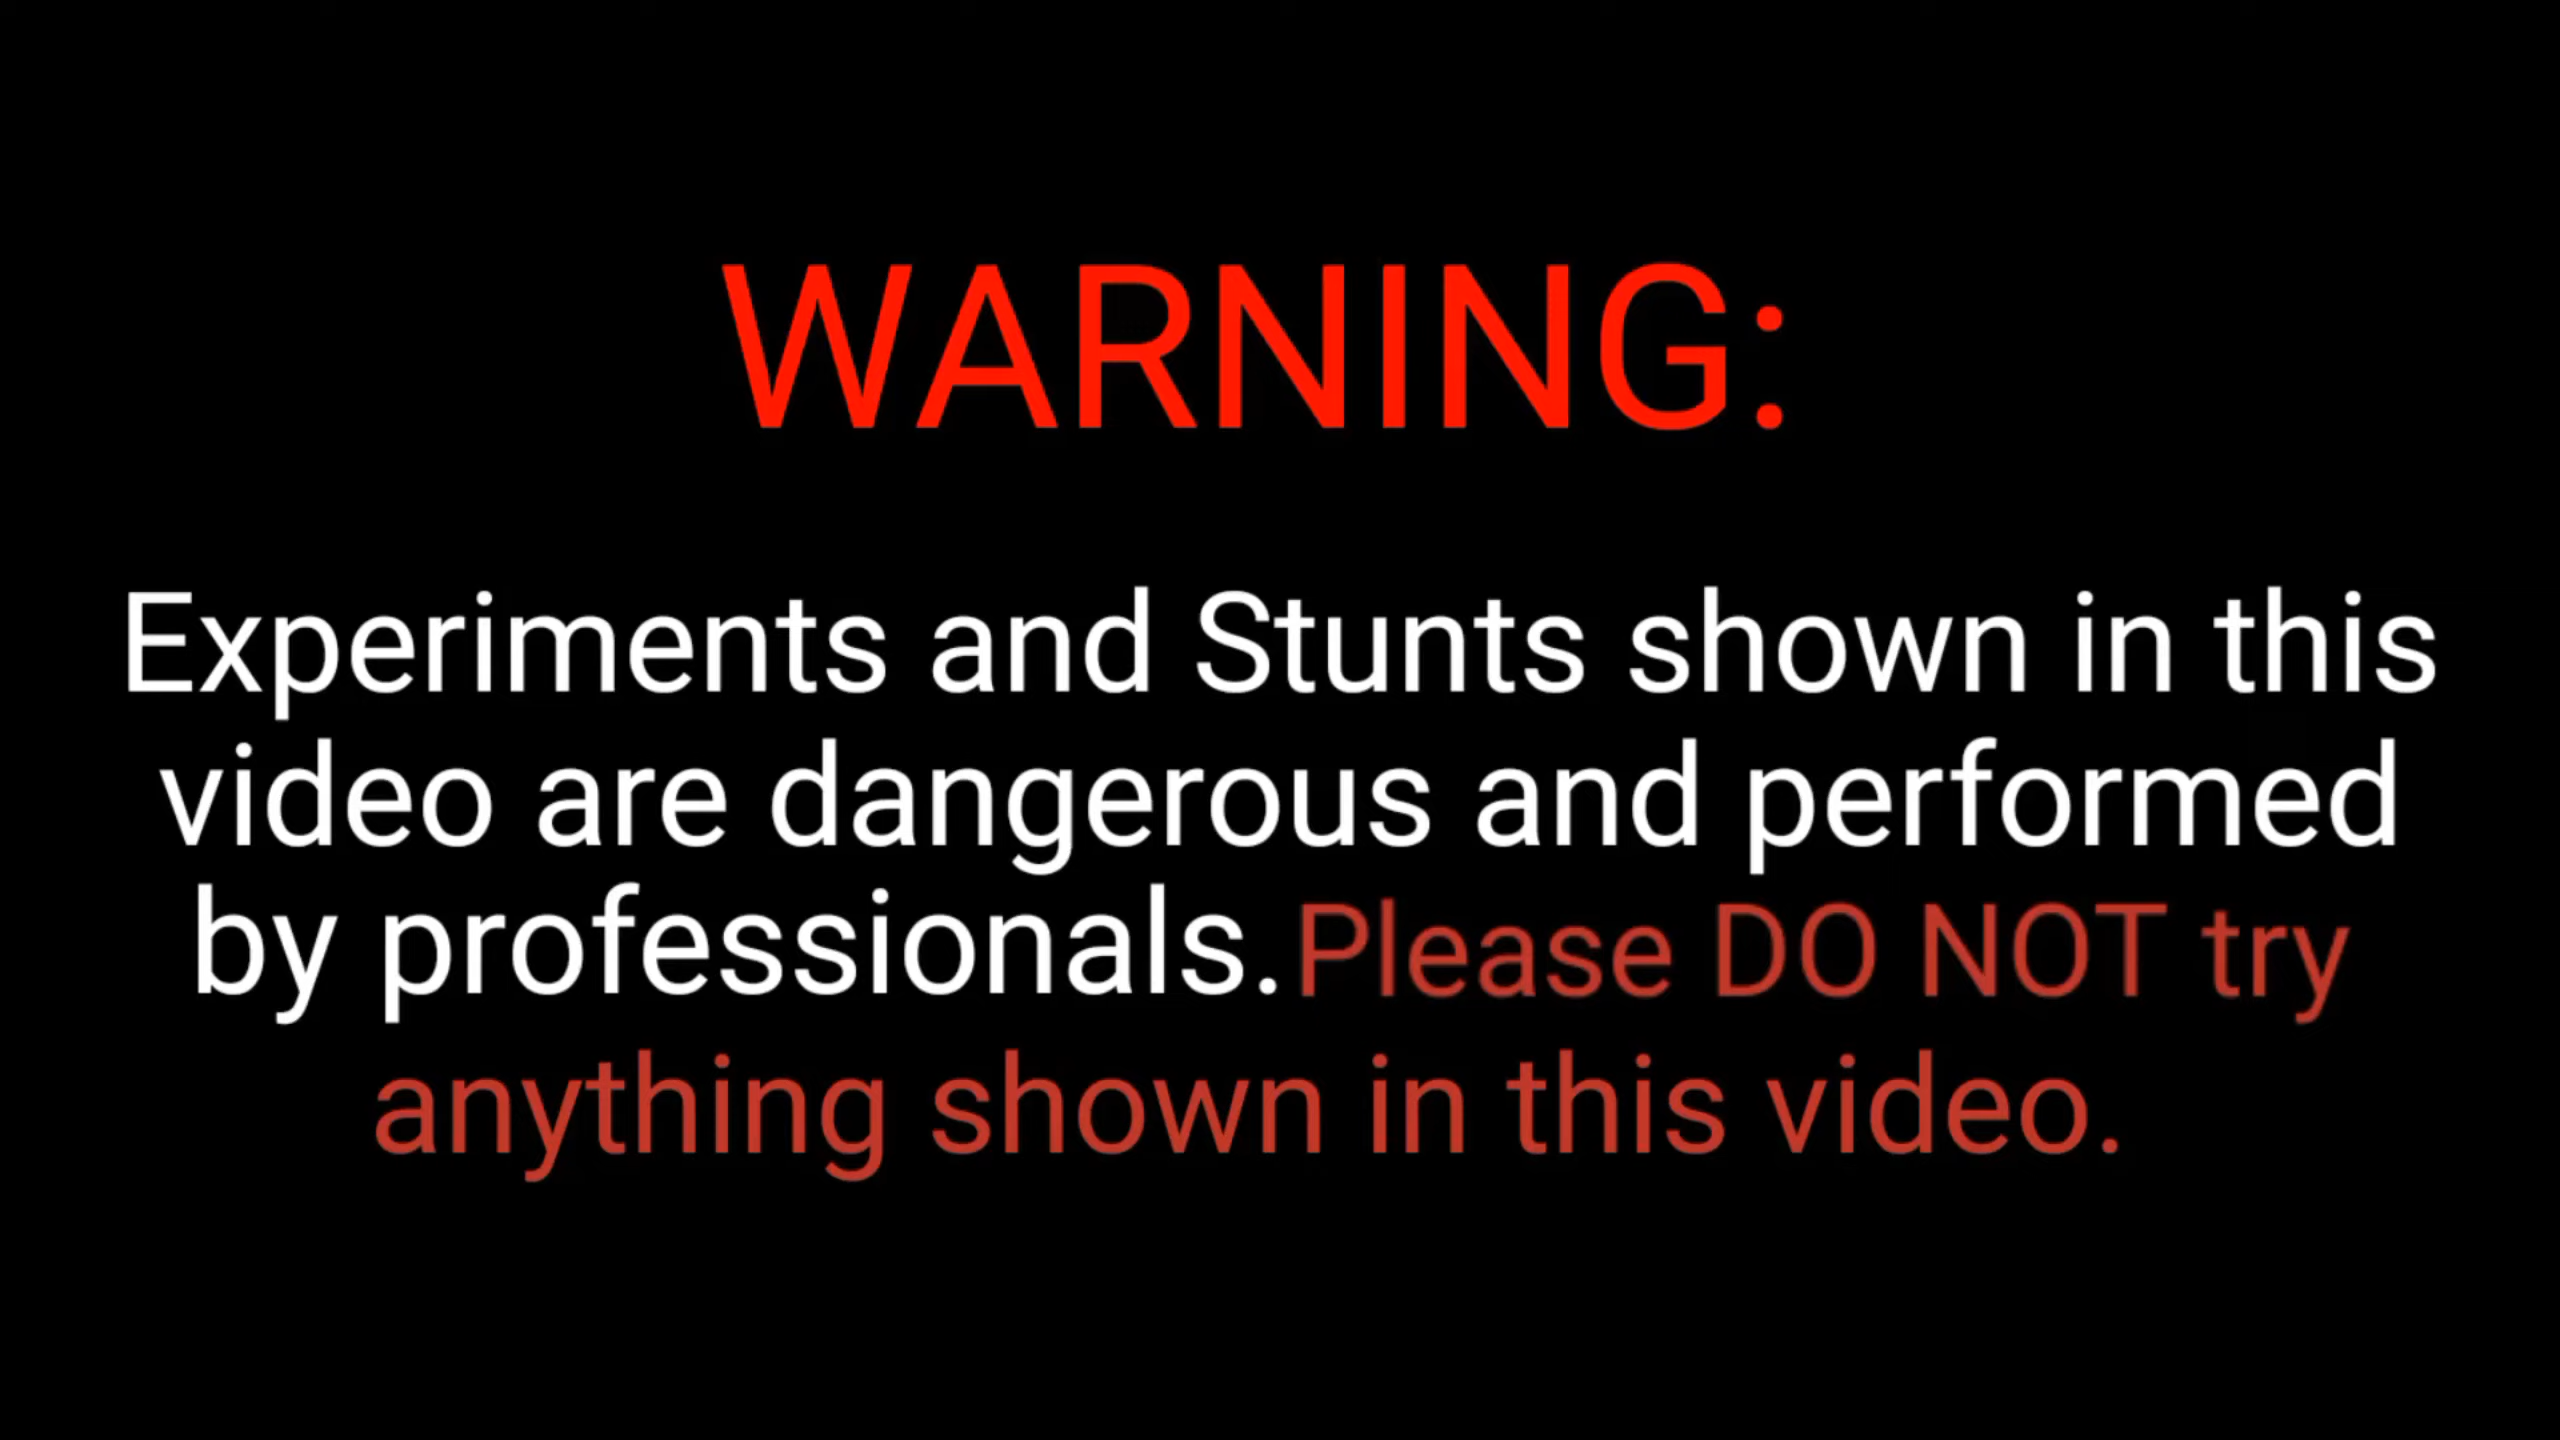 WARNING:
Experiments and Stunts shown in this
video are dangerous and performed
by professionals. Please DO NOT try
anything shown in this video.